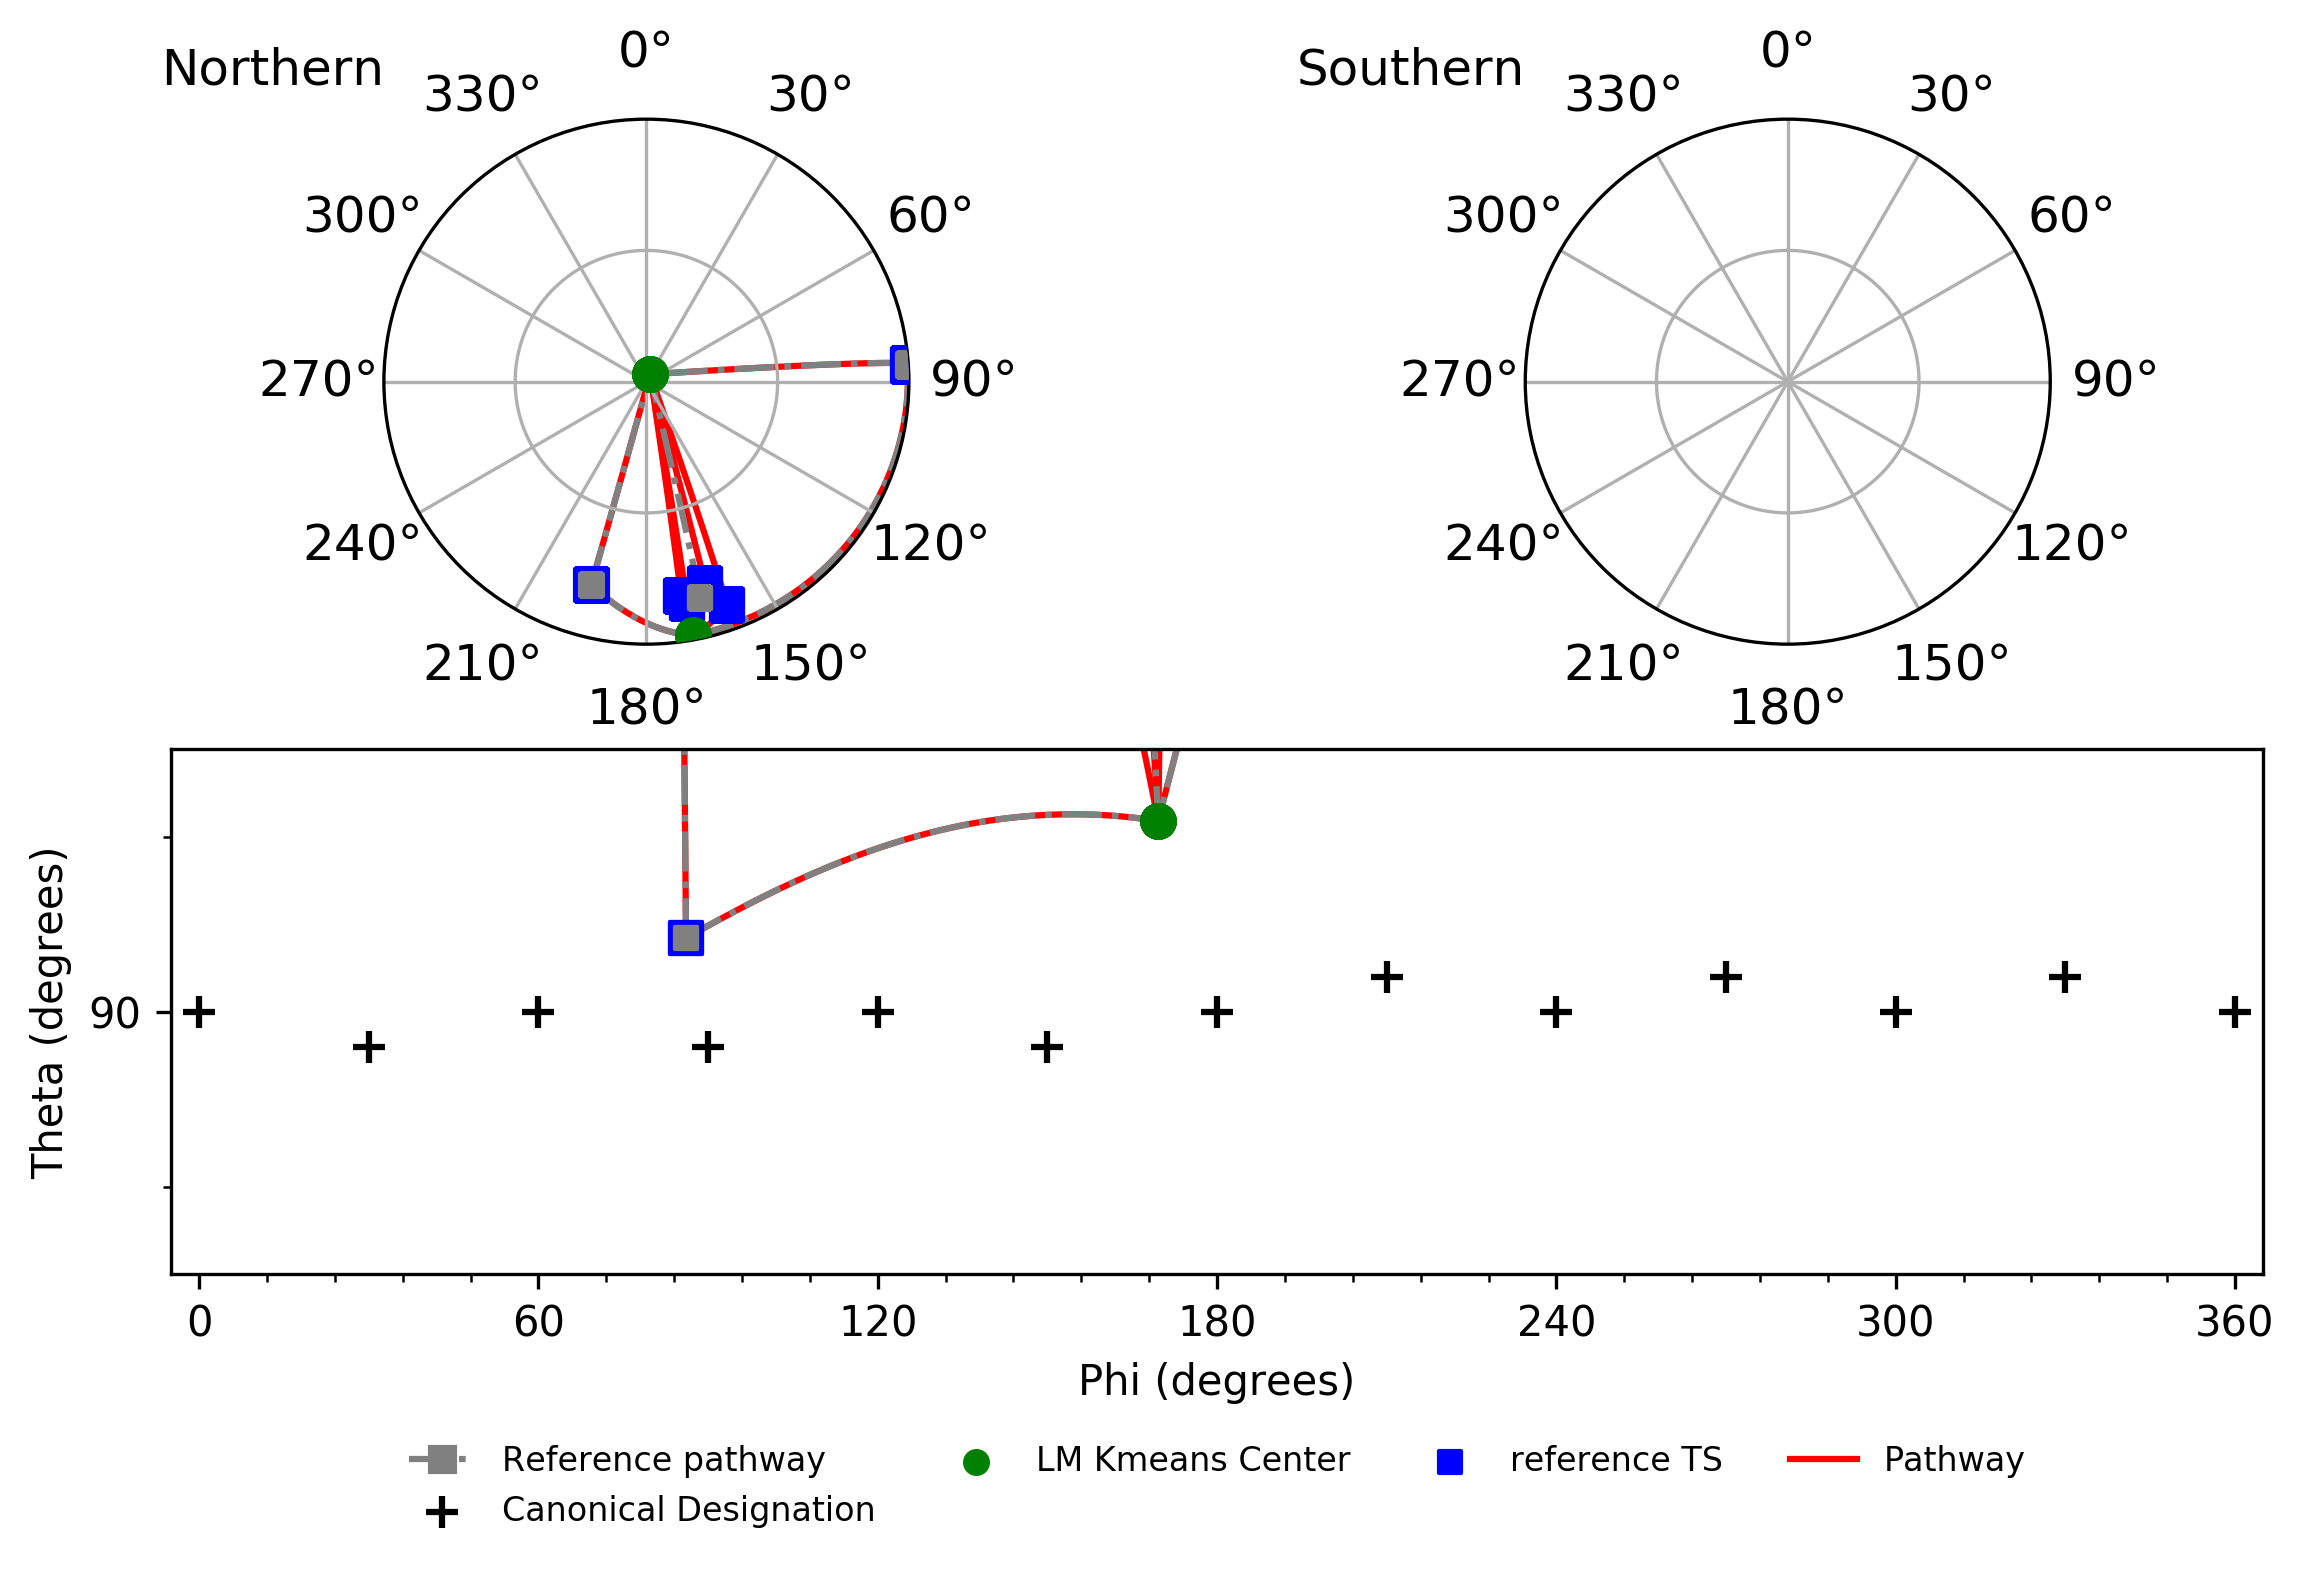 Northern
0°
30°
60°
90°
120°
150°
180°
210°
240°
270°
300°
330°
Southern
0°
30°
60°
90°
120°
150°
180°
210°
240°
270°
300°
330°
Theta (degrees)
90
0 60 120 180 240 300 360
Phi (degrees)
Reference pathway
Canonical Designation
LM Kmeans Center
reference TS
Pathway